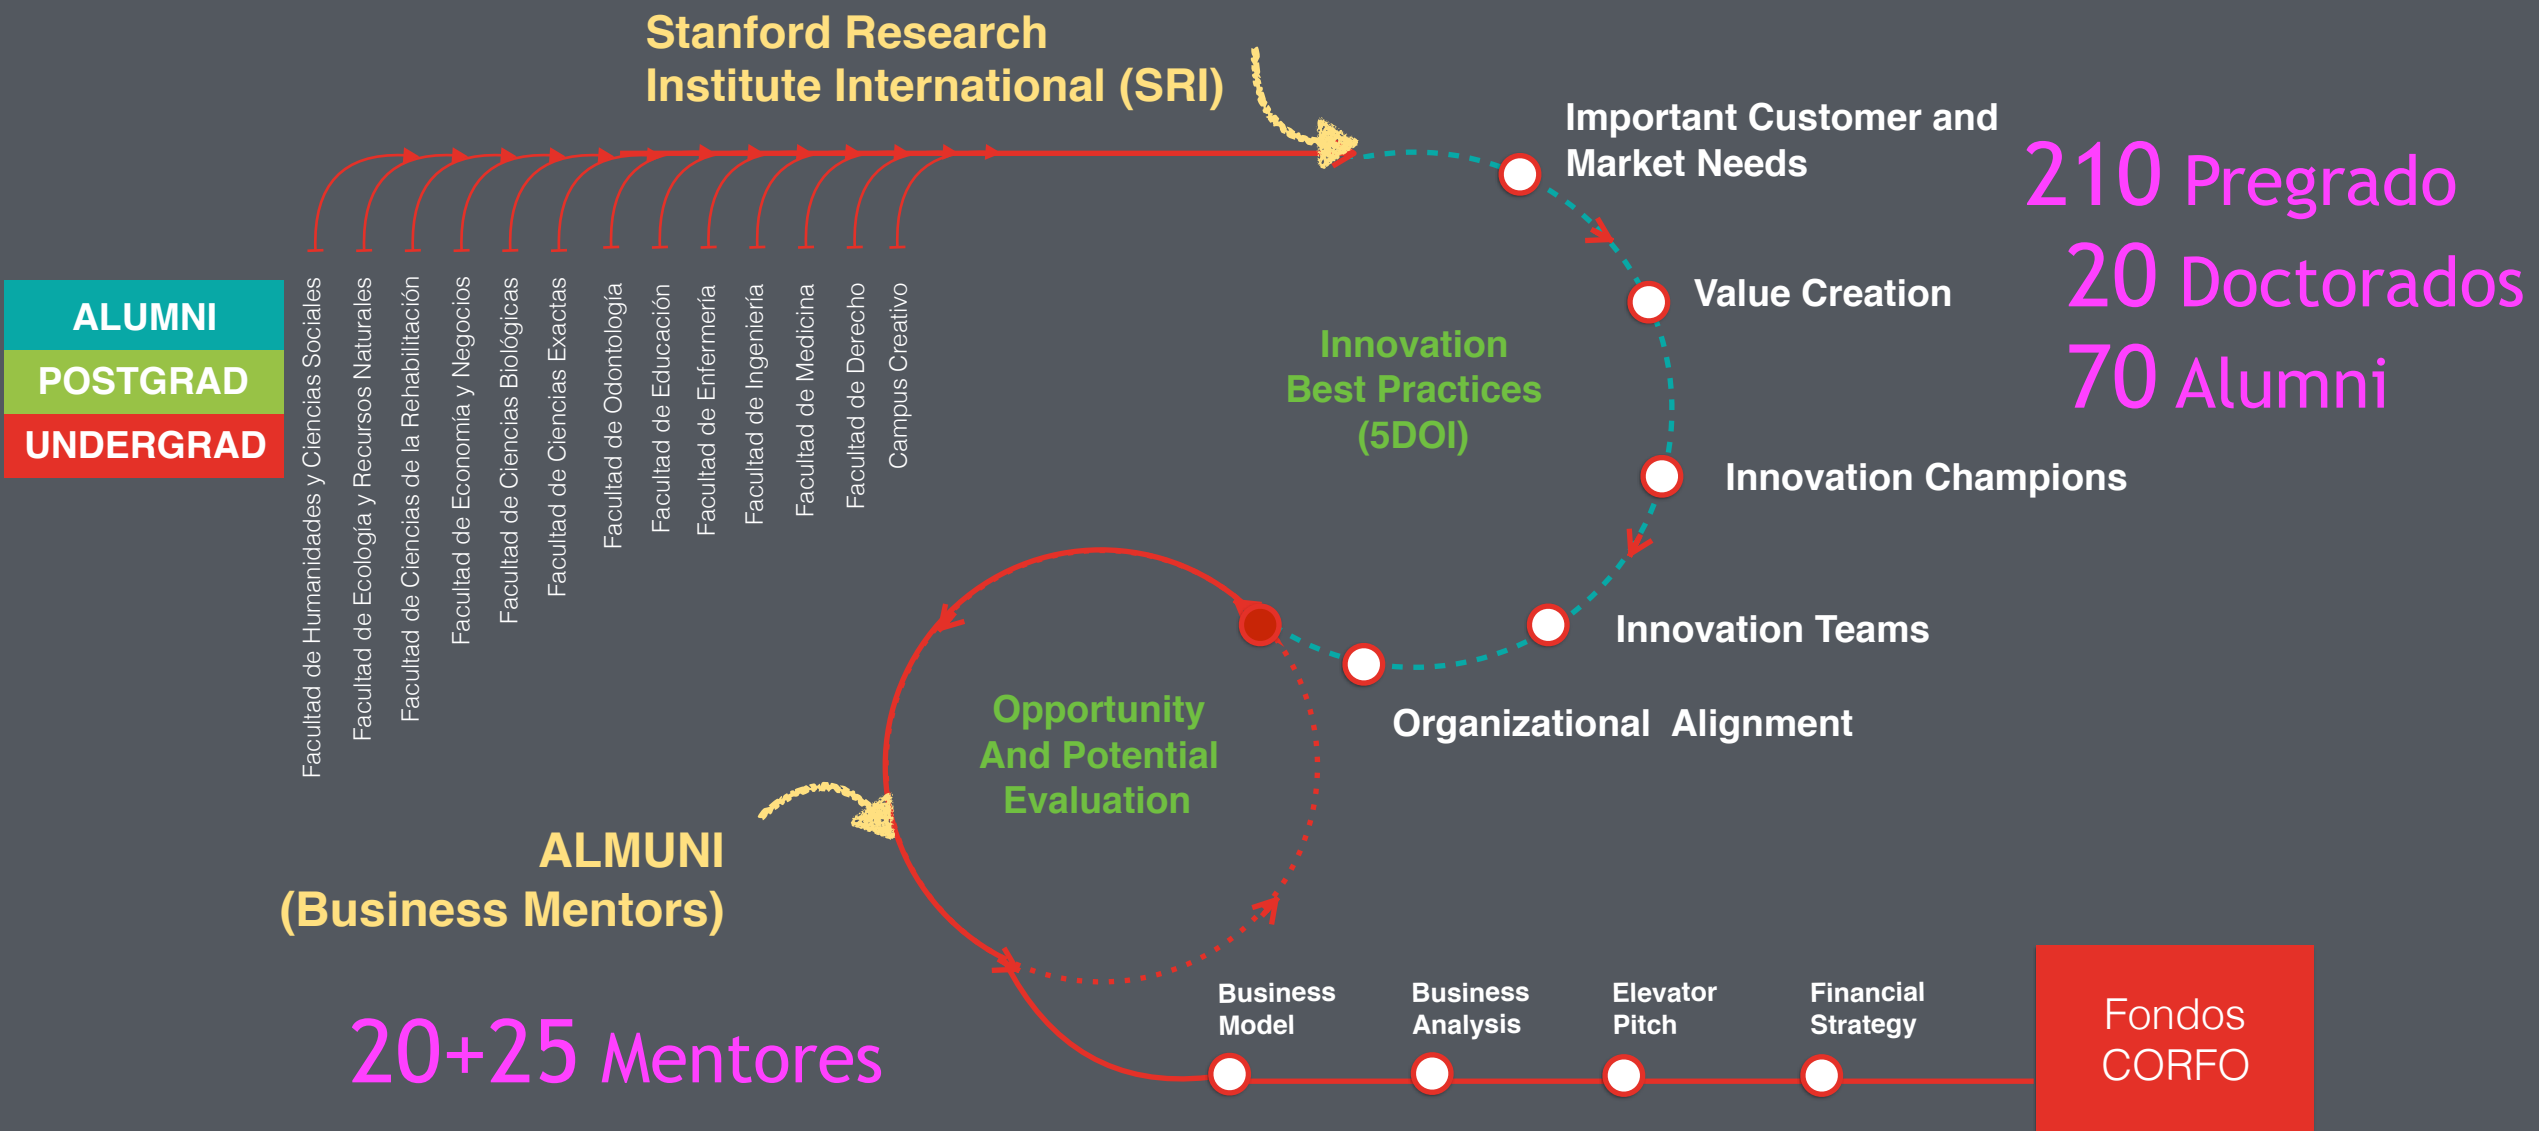 Stanford Research
Institute International (SRI)
ALUMNI
POSTGRAD
UNDERGRAD
Facultad de Humanidades y Ciencias Sociales
Facultad de Ecología y Recursos Naturales
Facultad de Ciencias de la Rehabilitación
Facultad de Economía y Negocios
Facultad de Ciencias Biológicas
Facultad de Ciencias Exactas
Facultad de Odontología
Facultad de Educación
Facultad de Enfermería
Facultad de Ingeniería
Facultad de Medicina
Facultad de Derecho
Campus Creativo
Important Customer and
Market Needs
Value Creation
Innovation Champions
Innovation Teams
Organizational Alignment
Innovation
Best Practices
(5DOI)
210 Pregrado
20 Doctorados
70 Alumni
Opportunity
And Potential
Evaluation
ALMUNI
(Business Mentors)
20+25 Mentores
Business
Model
Business
Analysis
Elevator
Pitch
Financial
Strategy
Fondos
CORFO